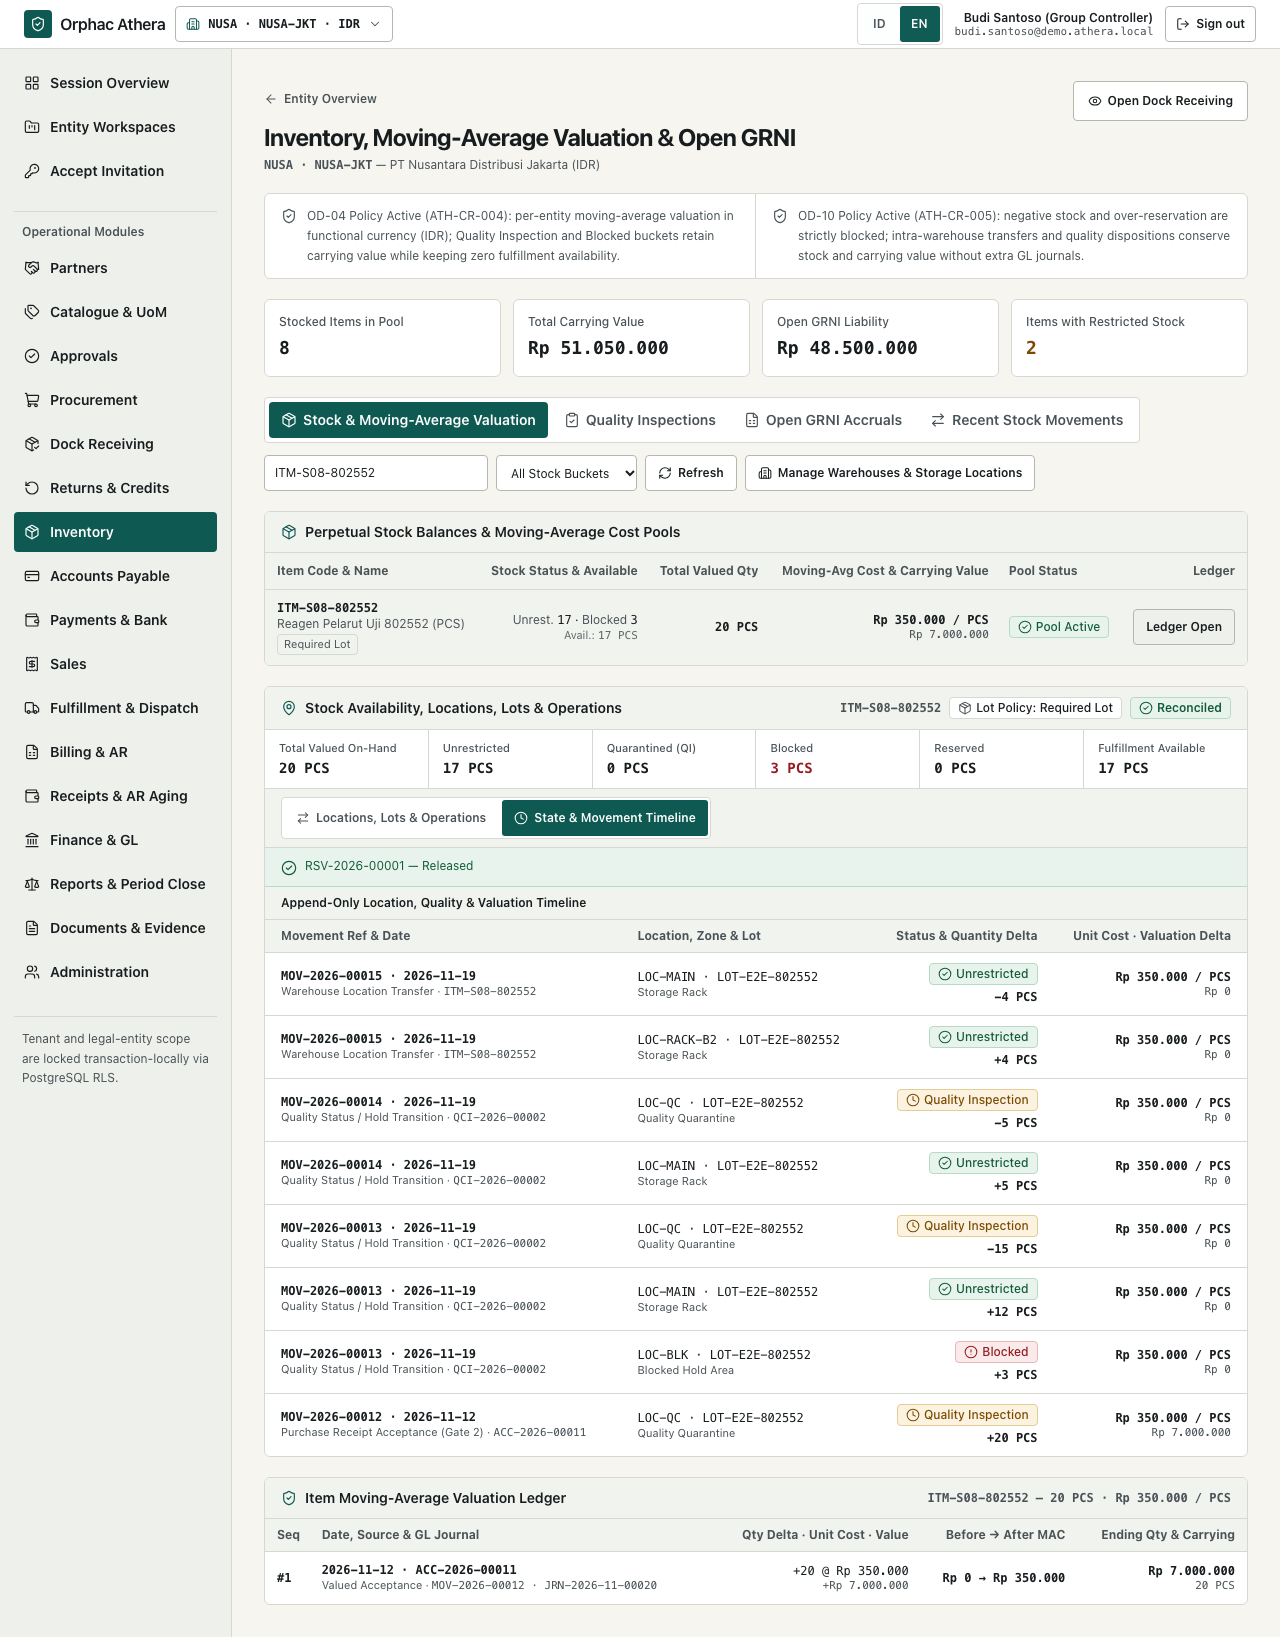 Orphac Athera
NUSA · NUSA-JKT · IDR
ID
EN
Budi Santoso (Group Controller)
budi.santoso@demo.athera.local
Sign out
Session Overview
Entity Workspaces
Accept Invitation
Operational Modules
Partners
Catalogue & UoM
Approvals
Procurement
Dock Receiving
Returns & Credits
Inventory
Accounts Payable
Payments & Bank
Sales
Fulfillment & Dispatch
Billing & AR
Receipts & AR Aging
Finance & GL
Reports & Period Close
Documents & Evidence
Administration
Tenant and legal-entity scope
are locked transaction-locally via
PostgreSQL RLS.
Entity Overview
Open Dock Receiving
Inventory, Moving-Average Valuation & Open GRNI
NUSA · NUSA-JKT — PT Nusantara Distribusi Jakarta (IDR)
OD-04 Policy Active (ATH-CR-004): per-entity moving-average valuation in
functional currency (IDR); Quality Inspection and Blocked buckets retain
carrying value while keeping zero fulfillment availability.
OD-10 Policy Active (ATH-CR-005): negative stock and over-reservation are
strictly blocked; intra-warehouse transfers and quality dispositions conserve
stock and carrying value without extra GL journals.
Stocked Items in Pool
8
Total Carrying Value
Rp 51.050.000
Open GRNI Liability
Rp 48.500.000
Items with Restricted Stock
2
Stock & Moving-Average Valuation
Quality Inspections
Open GRNI Accruals
Recent Stock Movements
ITM-S08-802552
All Stock Buckets
Refresh
Manage Warehouses & Storage Locations
Perpetual Stock Balances & Moving-Average Cost Pools
Item Code & Name
Stock Status & Available
Total Valued Qty
Moving-Avg Cost & Carrying Value
Pool Status
Ledger
ITM-S08-802552
Reagen Pelarut Uji 802552 (PCS)
Required Lot
Unrest. 17 · Blocked 3
Avail.: 17 PCS
20 PCS
Rp 350.000 / PCS
Rp 7.000.000
Pool Active
Ledger Open
Stock Availability, Locations, Lots & Operations
ITM-S08-802552
Lot Policy: Required Lot
Reconciled
Total Valued On-Hand
20 PCS
Unrestricted
17 PCS
Quarantined (QI)
0 PCS
Blocked
3 PCS
Reserved
0 PCS
Fulfillment Available
17 PCS
Locations, Lots & Operations
State & Movement Timeline
RSV-2026-00001 — Released
Append-Only Location, Quality & Valuation Timeline
Movement Ref & Date
Location, Zone & Lot
Status & Quantity Delta
Unit Cost · Valuation Delta
MOV-2026-00015 · 2026-11-19
Warehouse Location Transfer · ITM-S08-802552
LOC-MAIN · LOT-E2E-802552
Storage Rack
Unrestricted
-4 PCS
Rp 350.000 / PCS
Rp 0
MOV-2026-00015 · 2026-11-19
Warehouse Location Transfer · ITM-S08-802552
LOC-RACK-B2 · LOT-E2E-802552
Storage Rack
Unrestricted
+4 PCS
Rp 350.000 / PCS
Rp 0
MOV-2026-00014 · 2026-11-19
Quality Status / Hold Transition · QCI-2026-00002
LOC-QC · LOT-E2E-802552
Quality Quarantine
Quality Inspection
-5 PCS
Rp 350.000 / PCS
Rp 0
MOV-2026-00014 · 2026-11-19
Quality Status / Hold Transition · QCI-2026-00002
LOC-MAIN · LOT-E2E-802552
Storage Rack
Unrestricted
+5 PCS
Rp 350.000 / PCS
Rp 0
MOV-2026-00013 · 2026-11-19
Quality Status / Hold Transition · QCI-2026-00002
LOC-QC · LOT-E2E-802552
Quality Quarantine
Quality Inspection
-15 PCS
Rp 350.000 / PCS
Rp 0
MOV-2026-00013 · 2026-11-19
Quality Status / Hold Transition · QCI-2026-00002
LOC-MAIN · LOT-E2E-802552
Storage Rack
Unrestricted
+12 PCS
Rp 350.000 / PCS
Rp 0
MOV-2026-00013 · 2026-11-19
Quality Status / Hold Transition · QCI-2026-00002
LOC-BLK · LOT-E2E-802552
Blocked Hold Area
Blocked
+3 PCS
Rp 350.000 / PCS
Rp 0
MOV-2026-00012 · 2026-11-12
Purchase Receipt Acceptance (Gate 2) · ACC-2026-00011
LOC-QC · LOT-E2E-802552
Quality Quarantine
Quality Inspection
+20 PCS
Rp 350.000 / PCS
Rp 7.000.000
Item Moving-Average Valuation Ledger
ITM-S08-802552 — 20 PCS · Rp 350.000 / PCS
Seq
Date, Source & GL Journal
Qty Delta · Unit Cost · Value
Before → After MAC
Ending Qty & Carrying
#1
2026-11-12 · ACC-2026-00011
Valued Acceptance · MOV-2026-00012 · JRN-2026-11-00020
+20 @ Rp 350.000
+Rp 7.000.000
Rp 0 → Rp 350.000
Rp 7.000.000
20 PCS